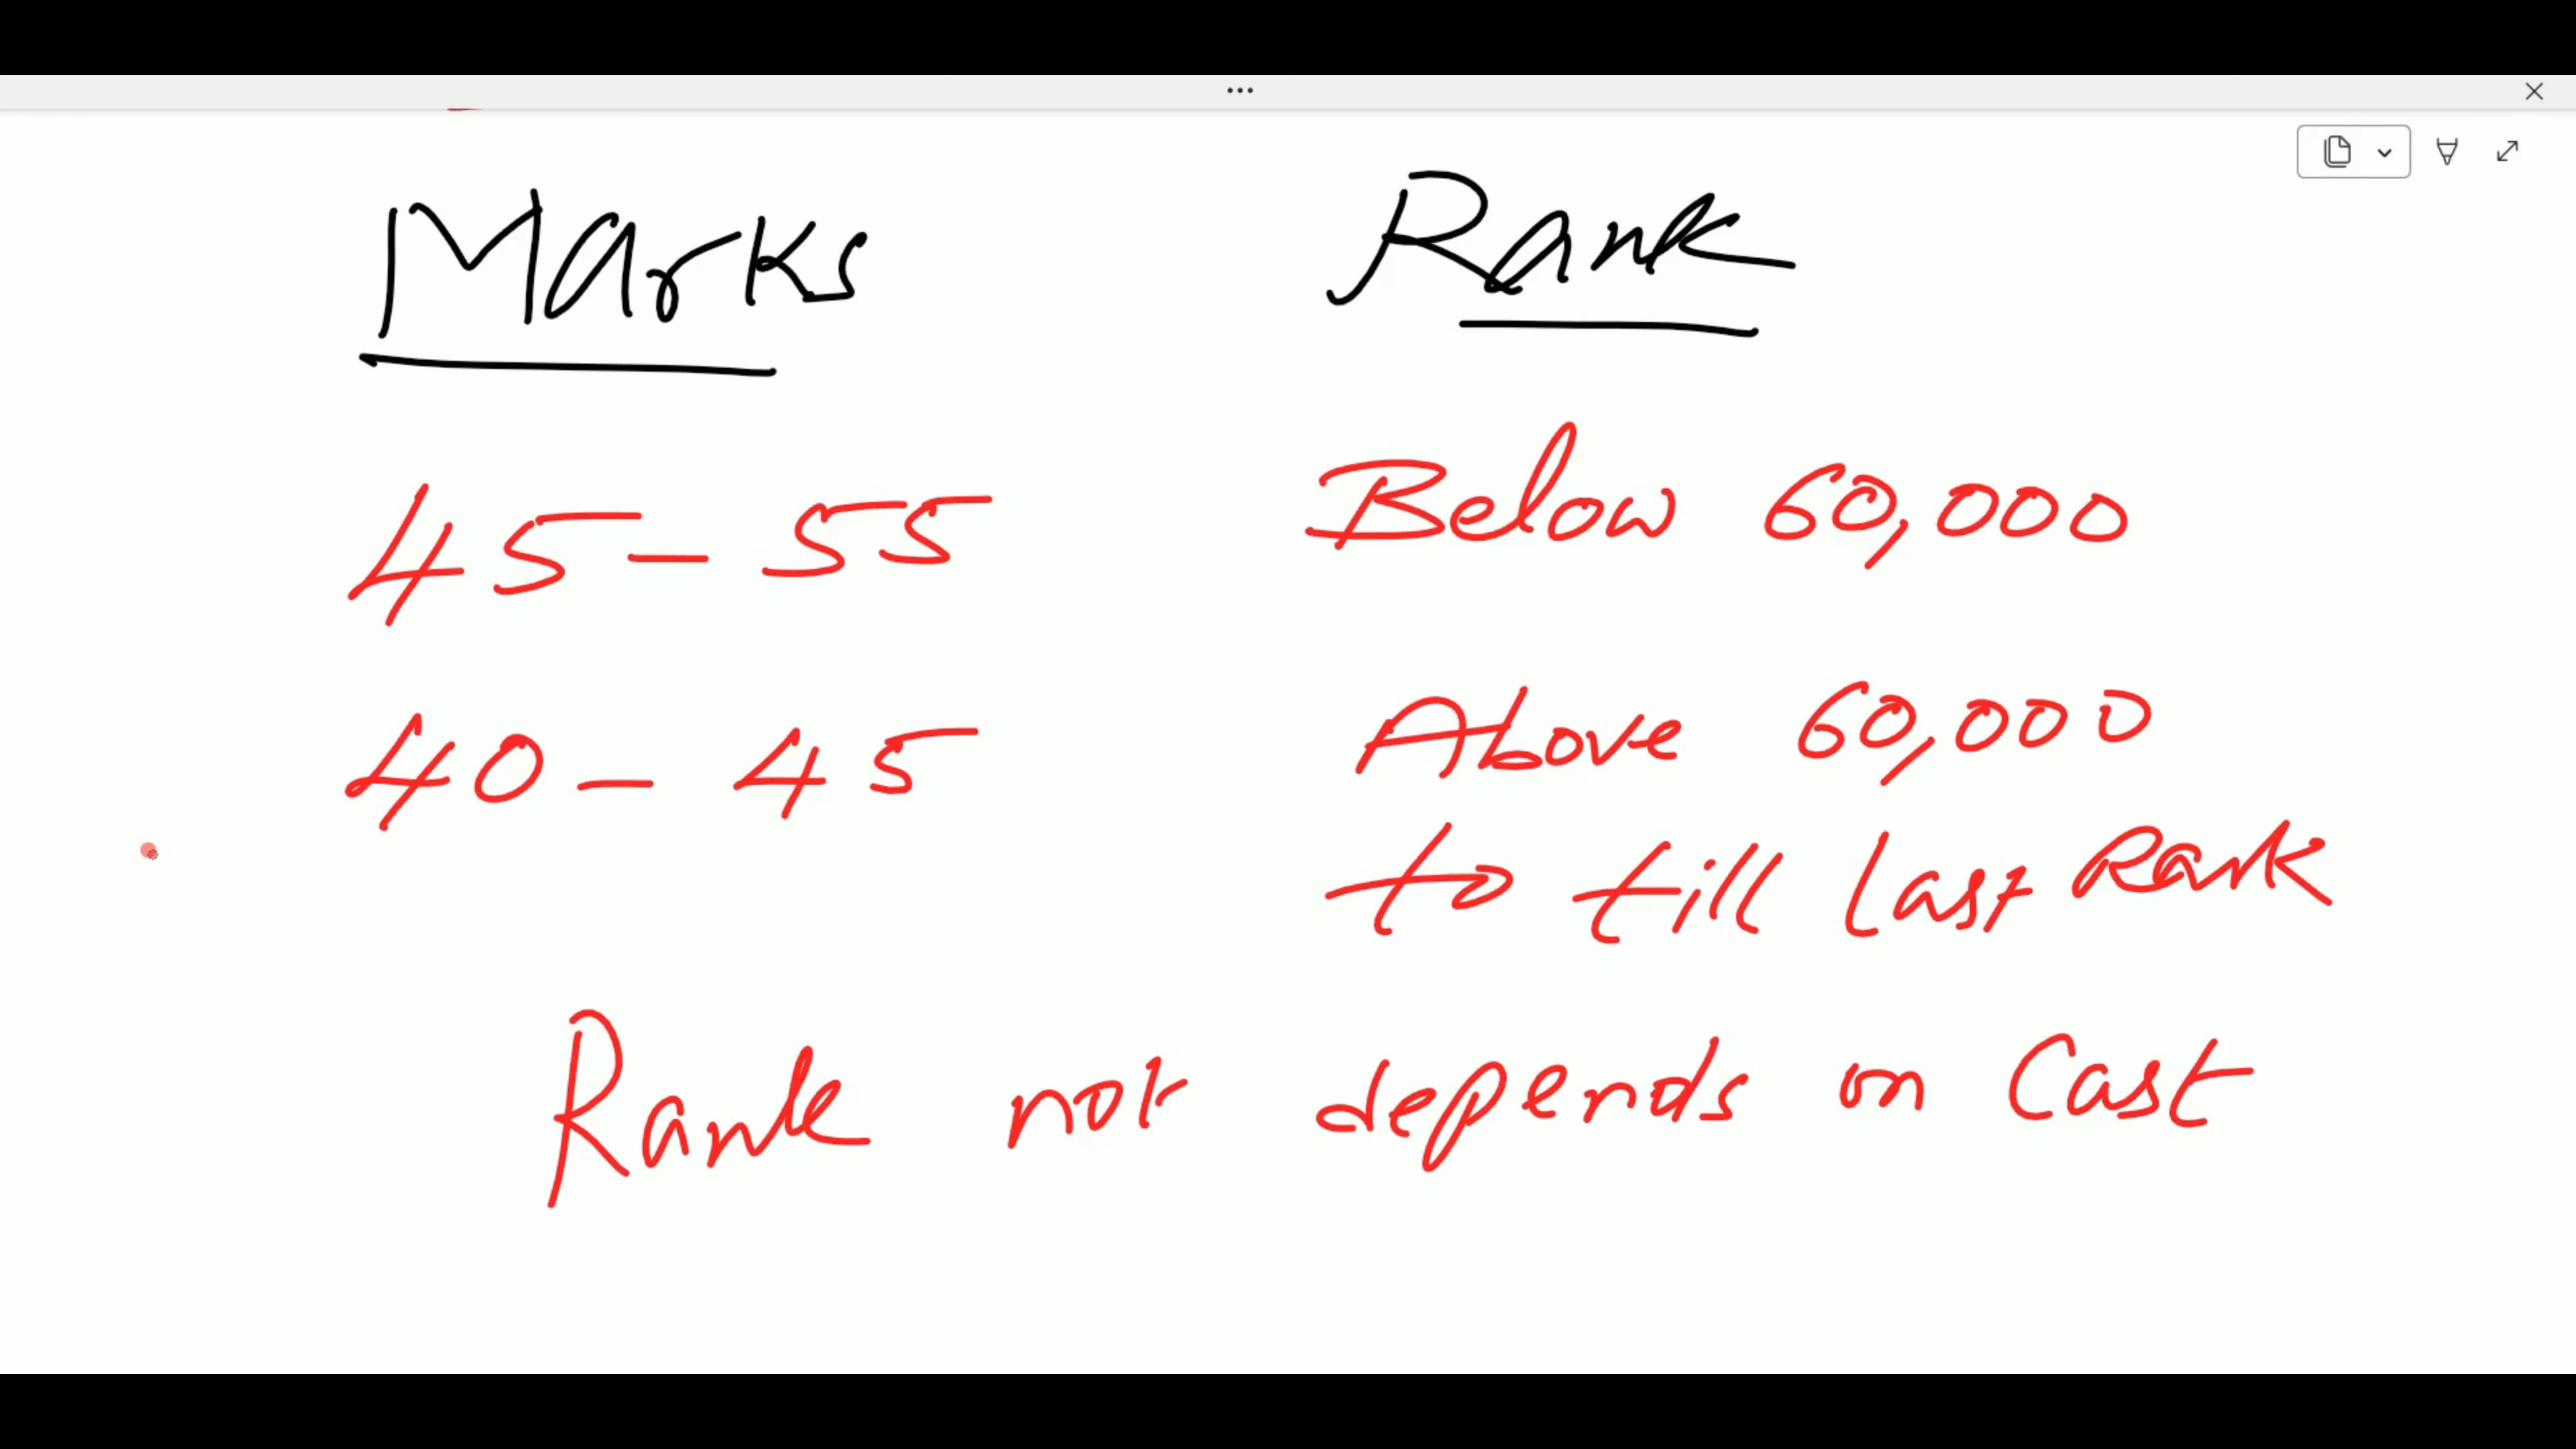 Marks Rank
45 - 55 Below 60,000
40 - 45 Above 60,000
to till last Rank
Rank not depends on Cast